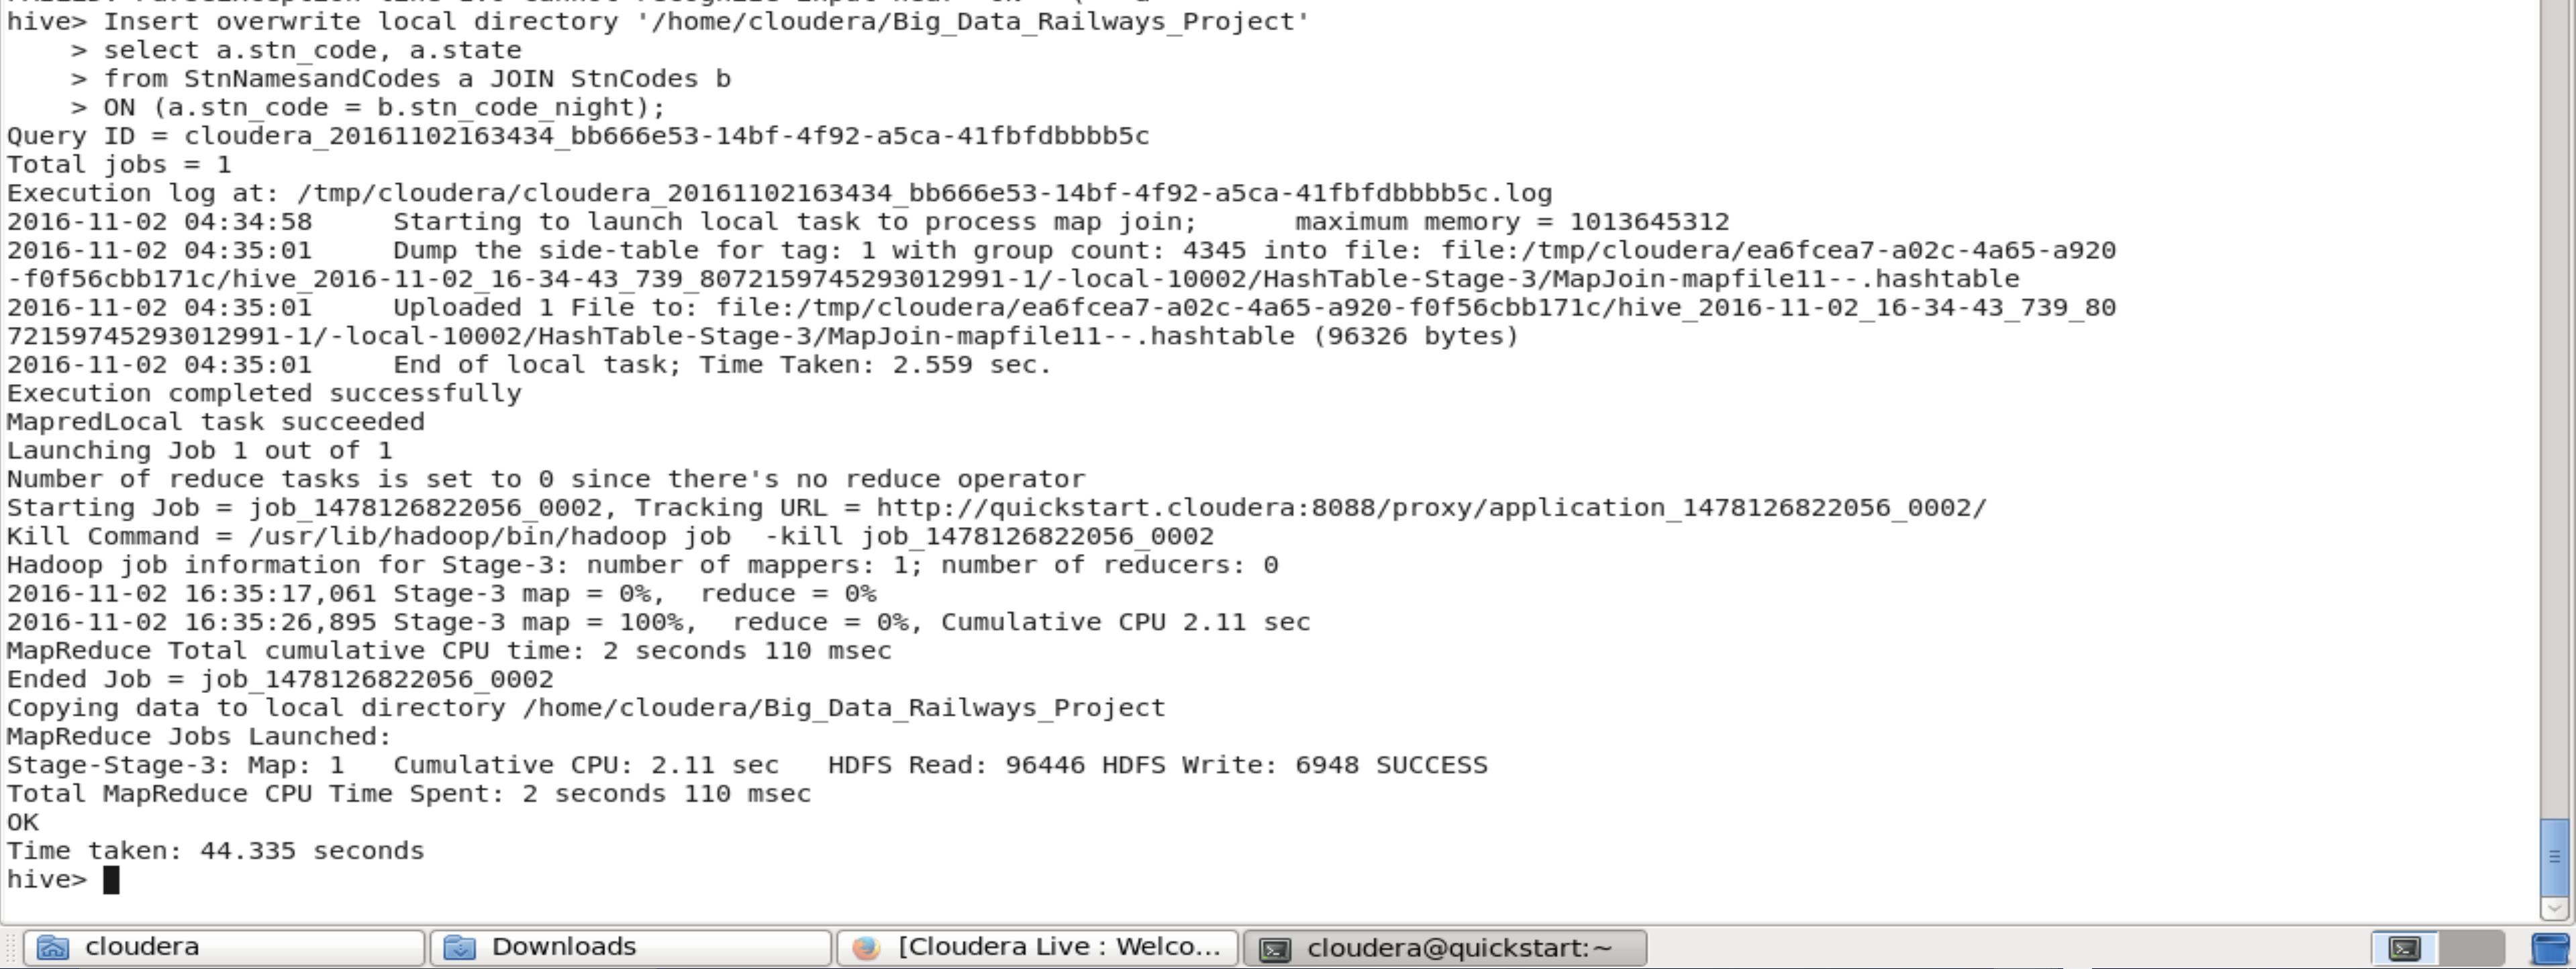 hive> Insert overwrite local directory '/home/cloudera/Big_Data_Railways_Project'
    > select a.stn_code, a.state
    > from StnNamesandCodes a JOIN StnCodes b
    > ON (a.stn_code = b.stn_code_night);
Query ID = cloudera_20161102163434_bb666e53-14bf-4f92-a5ca-41fbfdbbbb5c
Total jobs = 1
Execution log at: /tmp/cloudera/cloudera_20161102163434_bb666e53-14bf-4f92-a5ca-41fbfdbbbb5c.log
2016-11-02 04:34:58     Starting to launch local task to process map join;      maximum memory = 1013645312
2016-11-02 04:35:01     Dump the side-table for tag: 1 with group count: 4345 into file: file:/tmp/cloudera/ea6fcea7-a02c-4a65-a920
-f0f56cbb171c/hive_2016-11-02_16-34-43_739_8072159745293012991-1/-local-10002/HashTable-Stage-3/MapJoin-mapfile11--.hashtable
2016-11-02 04:35:01     Uploaded 1 File to: file:/tmp/cloudera/ea6fcea7-a02c-4a65-a920-f0f56cbb171c/hive_2016-11-02_16-34-43_739_80
72159745293012991-1/-local-10002/HashTable-Stage-3/MapJoin-mapfile11--.hashtable (96326 bytes)
2016-11-02 04:35:01     End of local task; Time Taken: 2.559 sec.
Execution completed successfully
MapredLocal task succeeded
Launching Job 1 out of 1
Number of reduce tasks is set to 0 since there's no reduce operator
Starting Job = job_1478126822056_0002, Tracking URL = http://quickstart.cloudera:8088/proxy/application_1478126822056_0002/
Kill Command = /usr/lib/hadoop/bin/hadoop job  -kill job_1478126822056_0002
Hadoop job information for Stage-3: number of mappers: 1; number of reducers: 0
2016-11-02 16:35:17,061 Stage-3 map = 0%,  reduce = 0%
2016-11-02 16:35:26,895 Stage-3 map = 100%,  reduce = 0%, Cumulative CPU 2.11 sec
MapReduce Total cumulative CPU time: 2 seconds 110 msec
Ended Job = job_1478126822056_0002
Copying data to local directory /home/cloudera/Big_Data_Railways_Project
MapReduce Jobs Launched:
Stage-Stage-3: Map: 1   Cumulative CPU: 2.11 sec   HDFS Read: 96446 HDFS Write: 6948 SUCCESS
Total MapReduce CPU Time Spent: 2 seconds 110 msec
OK
Time taken: 44.335 seconds
hive>
cloudera Downloads [Cloudera Live : Welco... cloudera@quickstart:~